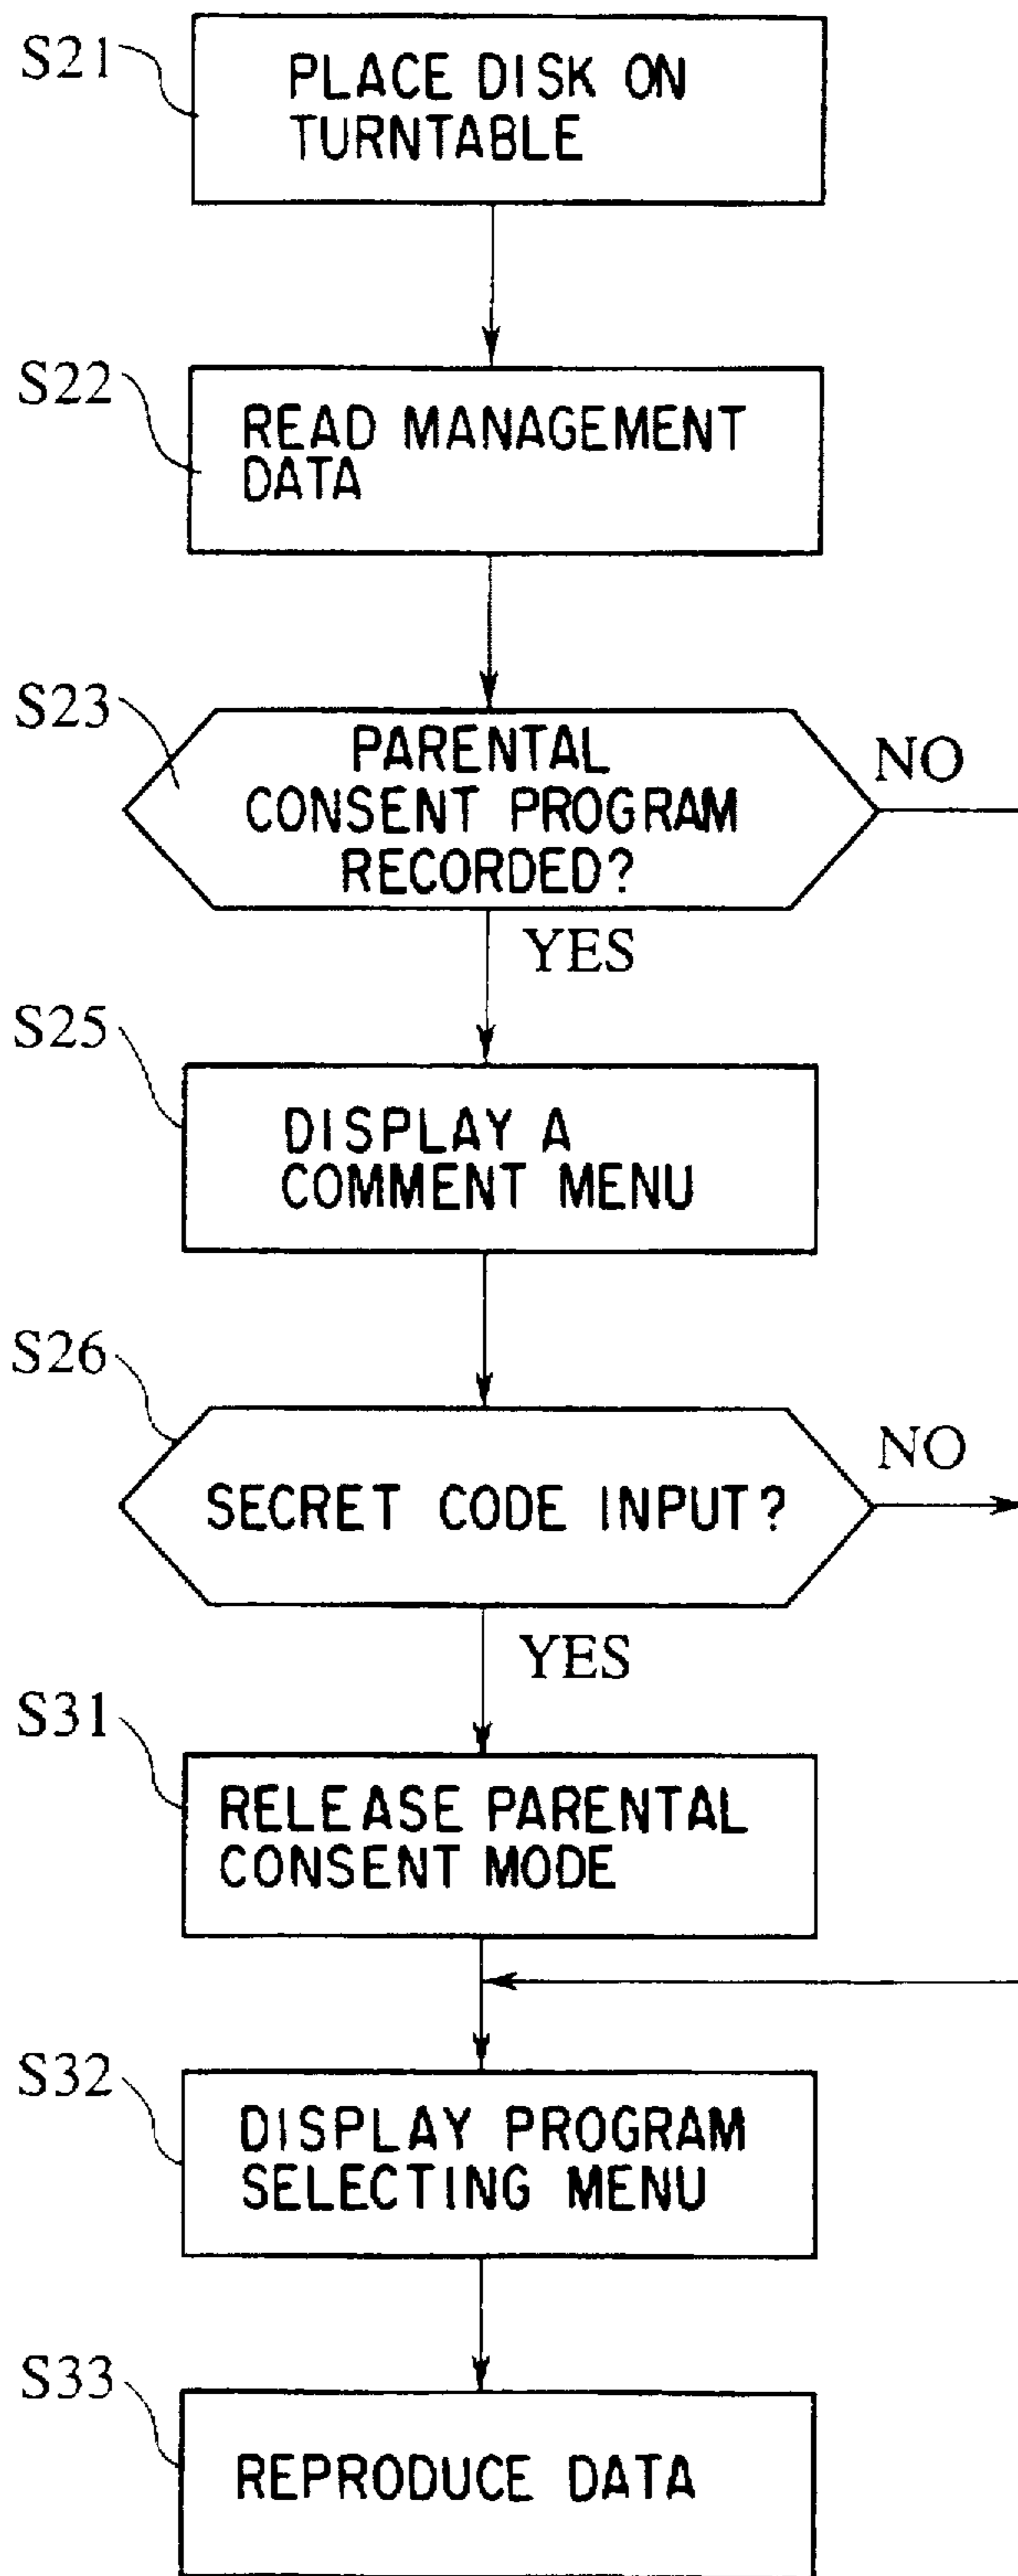 S21
PLACE DISK ON
TURNTABLE
S22
READ MANAGEMENT
DATA
S23
PARENTAL
CONSENT PROGRAM
RECORDED?
NO
YES
S25
DISPLAY A
COMMENT MENU
S26
SECRET CODE INPUT?
NO
YES
S31
RELEASE PARENTAL
CONSENT MODE
S32
DISPLAY PROGRAM
SELECTING MENU
S33
REPRODUCE DATA